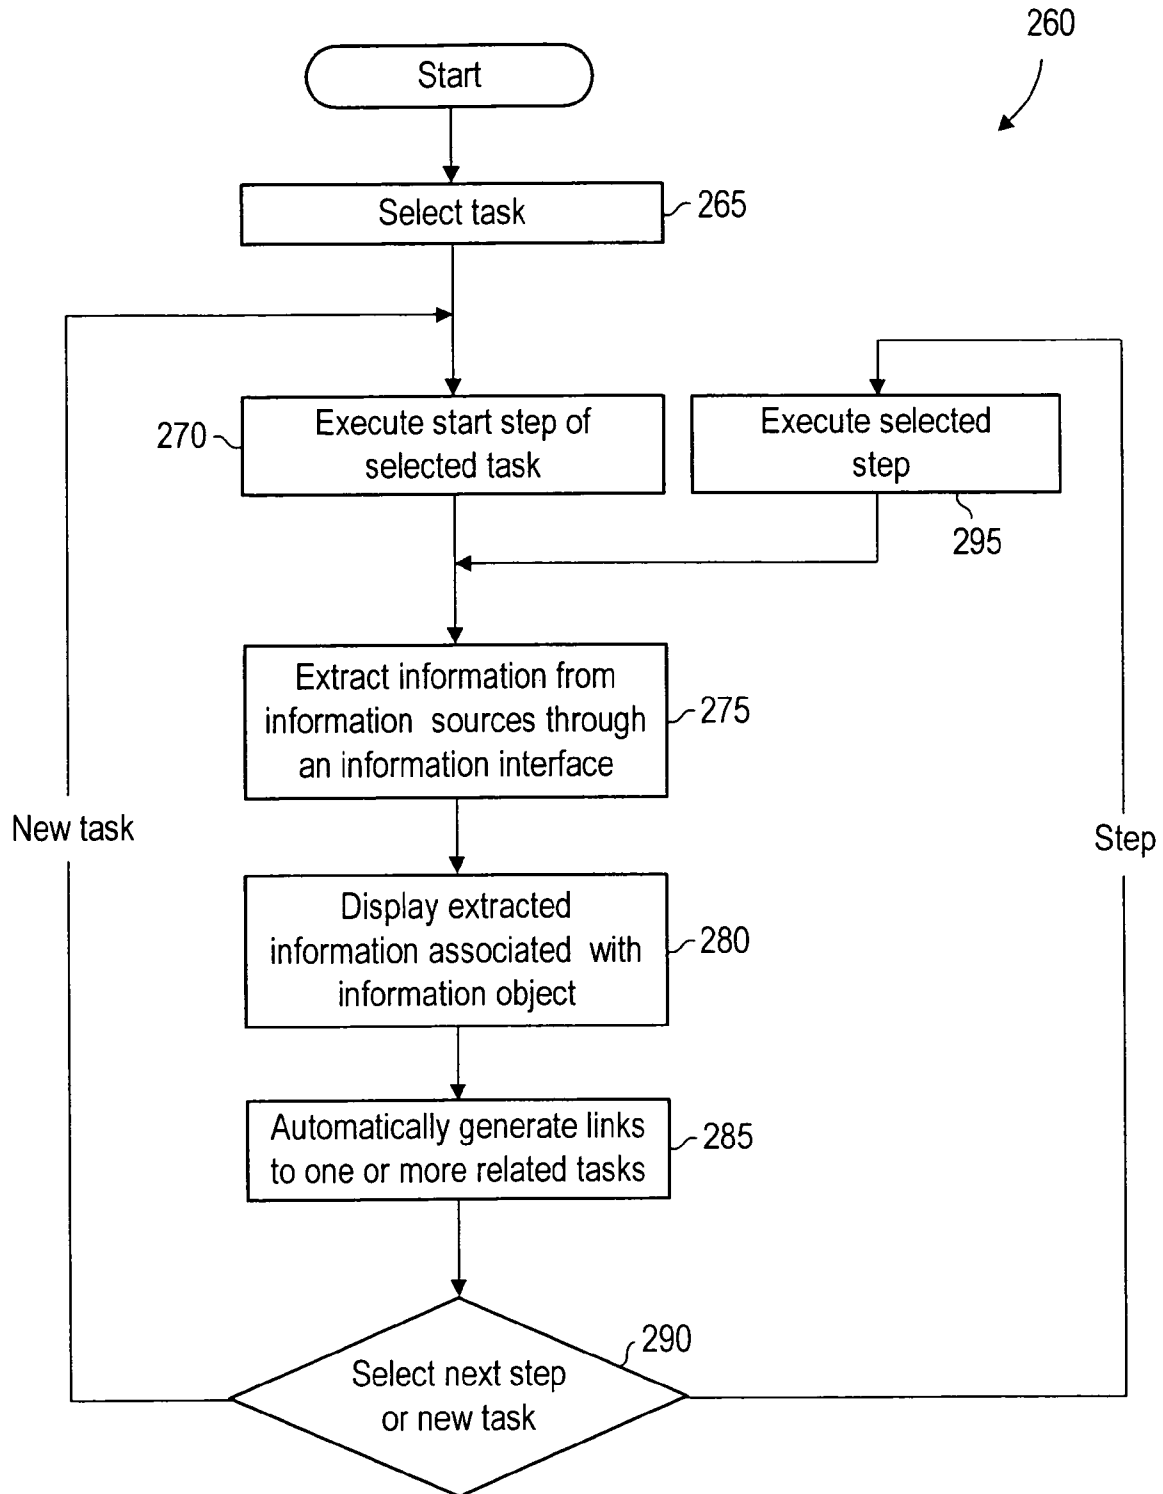 260
Start
Select task
265
270
Execute start step of
selected task
Execute selected
step
295
Extract information from
information sources through
an information interface
275
New task
Step
Display extracted
information associated with
information object
280
Automatically generate links
to one or more related tasks
285
290
Select next step
or new task